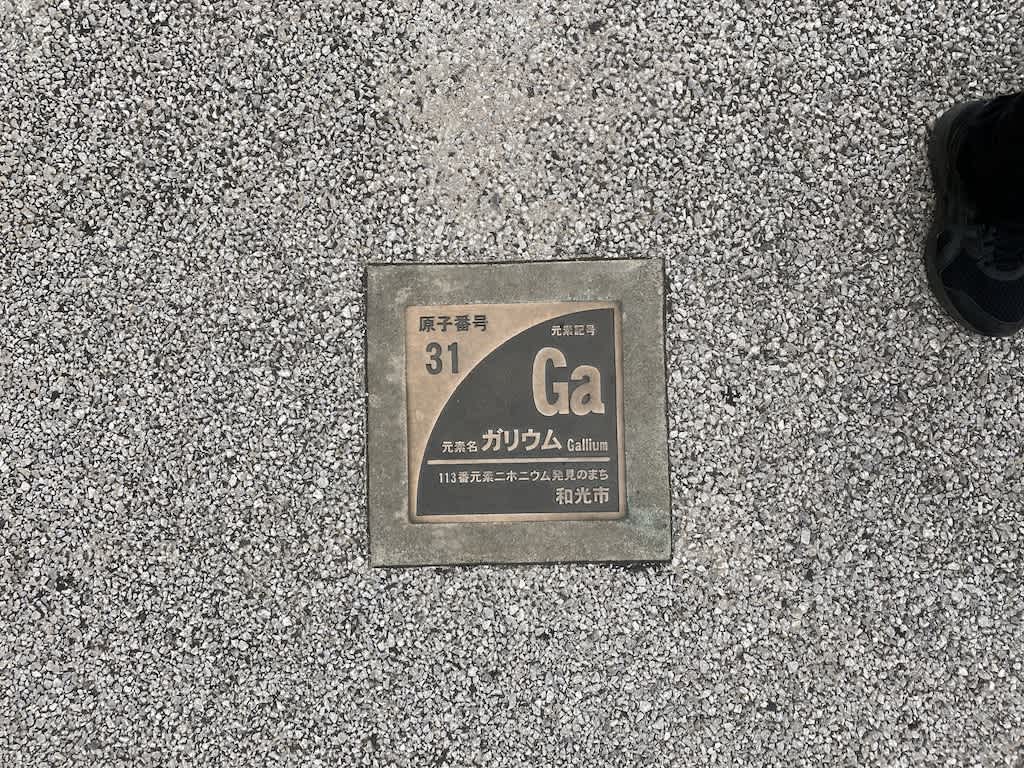 原子番号
31
元素記号
Ga
元素名 ガリウム Gallium
113番元素ニホニウム発見のまち
和光市